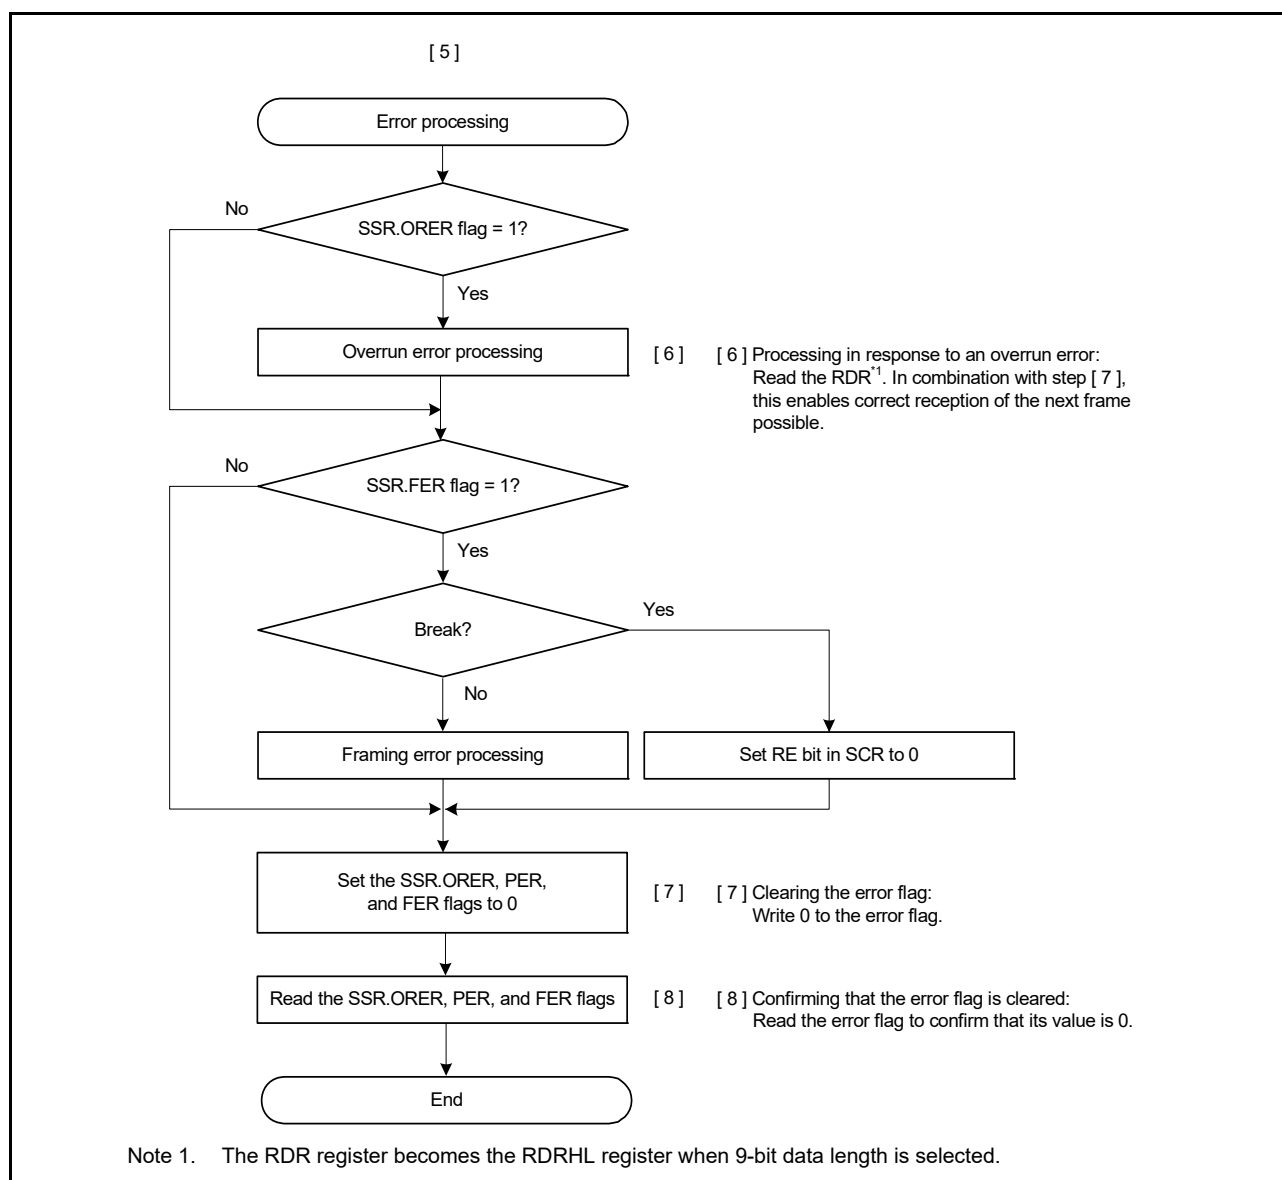 [ 5 ]
Error processing
No
SSR.ORER flag = 1?
Yes
Overrun error processing
[ 6 ]
[ 6 ] Processing in response to an overrun error:
Read the RDR*1. In combination with step [ 7 ],
this enables correct reception of the next frame
possible.
No
SSR.FER flag = 1?
Yes
Break?
Yes
No
Framing error processing
Set RE bit in SCR to 0
Set the SSR.ORER, PER,
and FER flags to 0
[ 7 ]
[ 7 ] Clearing the error flag:
Write 0 to the error flag.
Read the SSR.ORER, PER, and FER flags
[ 8 ]
[ 8 ] Confirming that the error flag is cleared:
Read the error flag to confirm that its value is 0.
End
Note 1. The RDR register becomes the RDRHL register when 9-bit data length is selected.